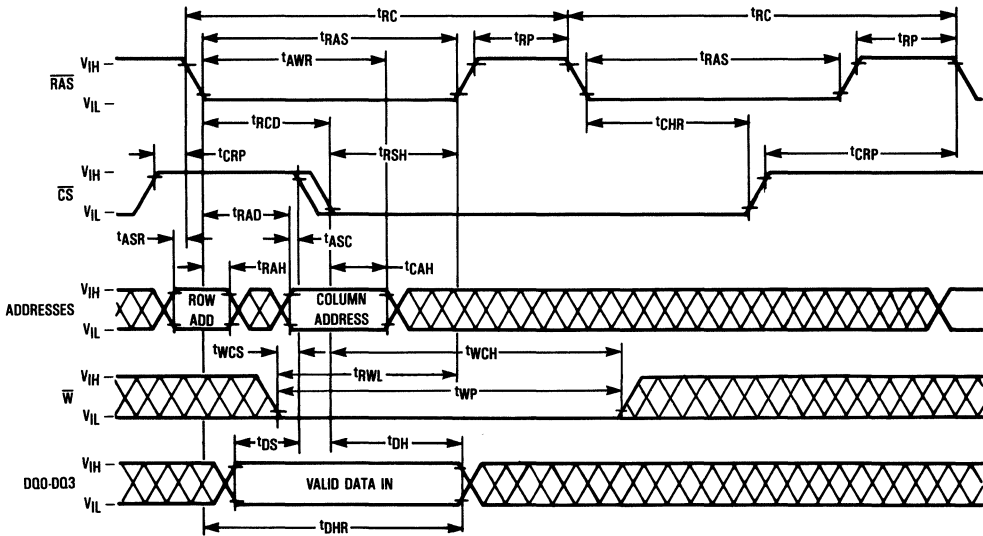 tRC tRC
tRAS tRP tRP
tAWR tRAS
VIH
RAS
VIL
tRCD tCHR
tCRP tRSH tCRP
VIH
CS
VIL
tRAD
tASR tASC
tRAH tCAH
VIH
ADDRESSES ROW ADD COLUMN ADDRESS
VIL
tWCS tWCH
tRWL
VIH
W tWP
VIL
tDS tDH
VIH
DQ0-DQ3 VALID DATA IN
VIL
tDHR